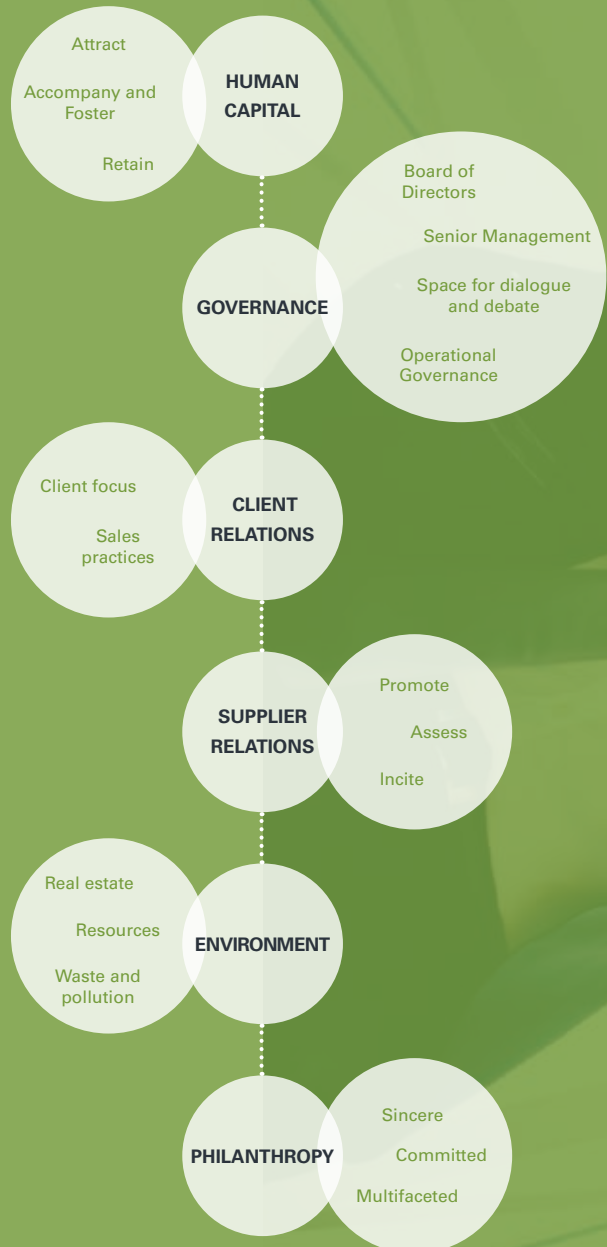 Attract
Accompany and
Foster
Retain
HUMAN
CAPITAL
Board of
Directors
Senior Management
Space for dialogue
and debate
Operational
Governance
GOVERNANCE
Client focus
Sales
practices
CLIENT
RELATIONS
SUPPLIER
RELATIONS
Promote
Assess
Incite
Real estate
Resources
Waste and
pollution
ENVIRONMENT
PHILANTHROPY
Sincere
Committed
Multifaceted